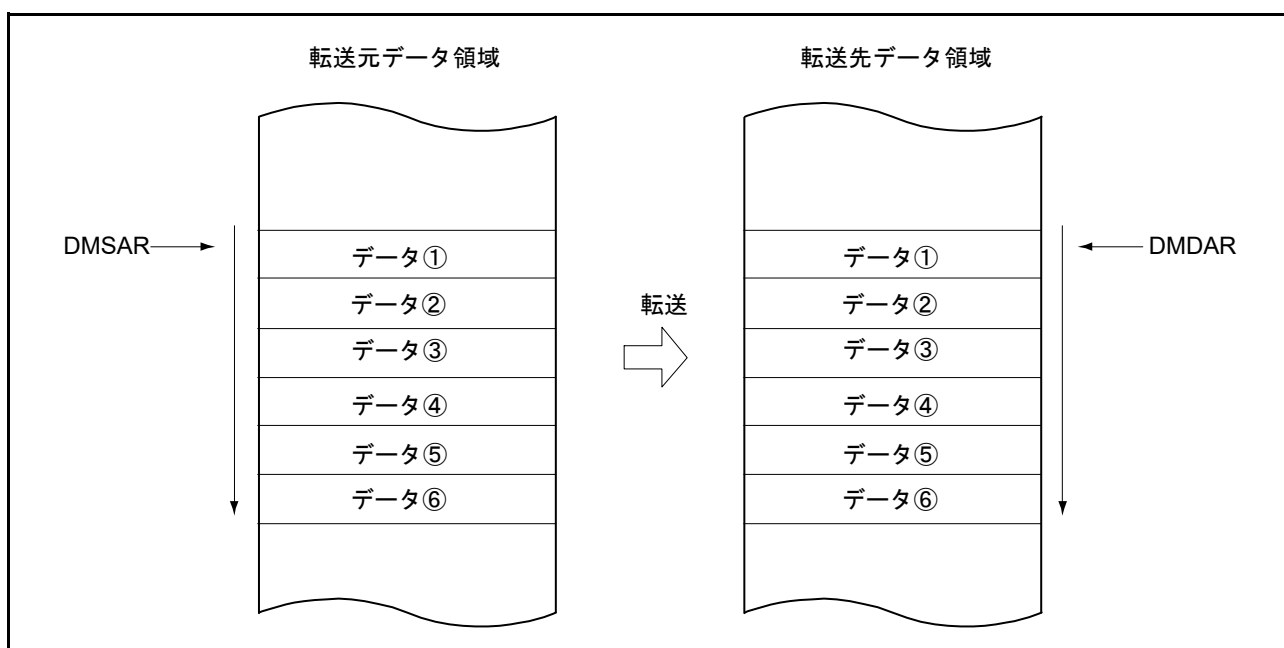 転送元データ領域
転送先データ領域
DMSAR
データ①
データ②
データ③
データ④
データ⑤
データ⑥
転送
データ①
データ②
データ③
データ④
データ⑤
データ⑥
DMDAR